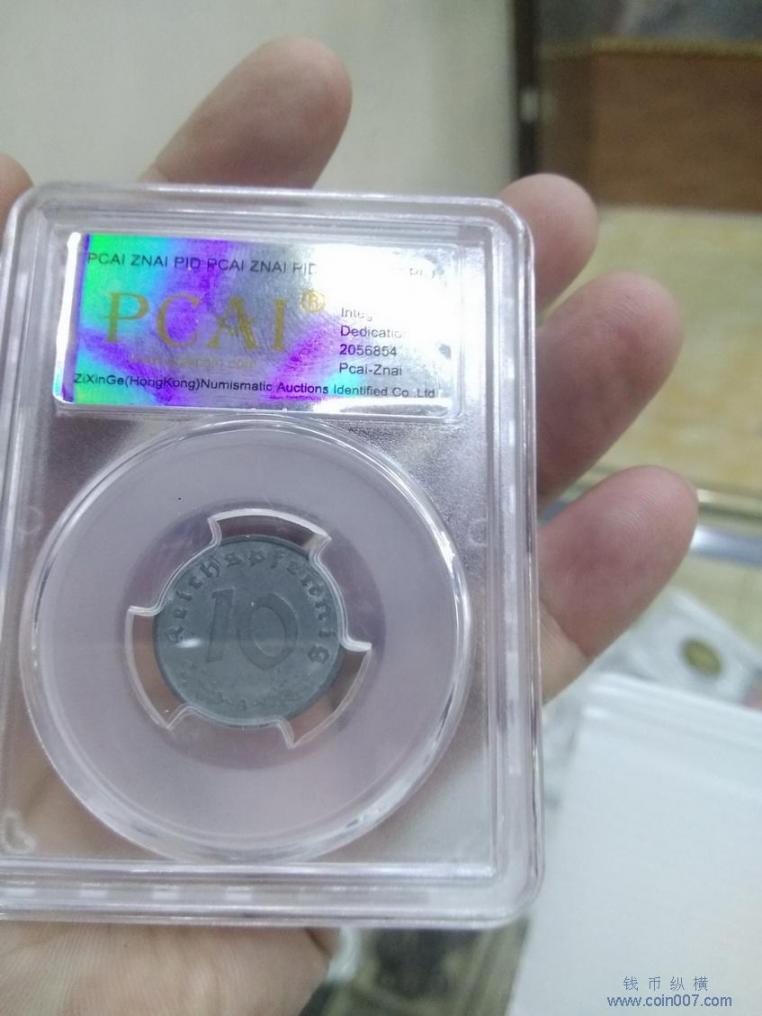 PCAI ZNAI PID PCAI ZNAI PID
PCAI®
Dedication
2056854
Pcai-Znai
ZiXinGe(HongKong)Numismatic Auctions Identified Co.,Ltd
Reichspfennig
10
钱币纵横
www.coin007.com